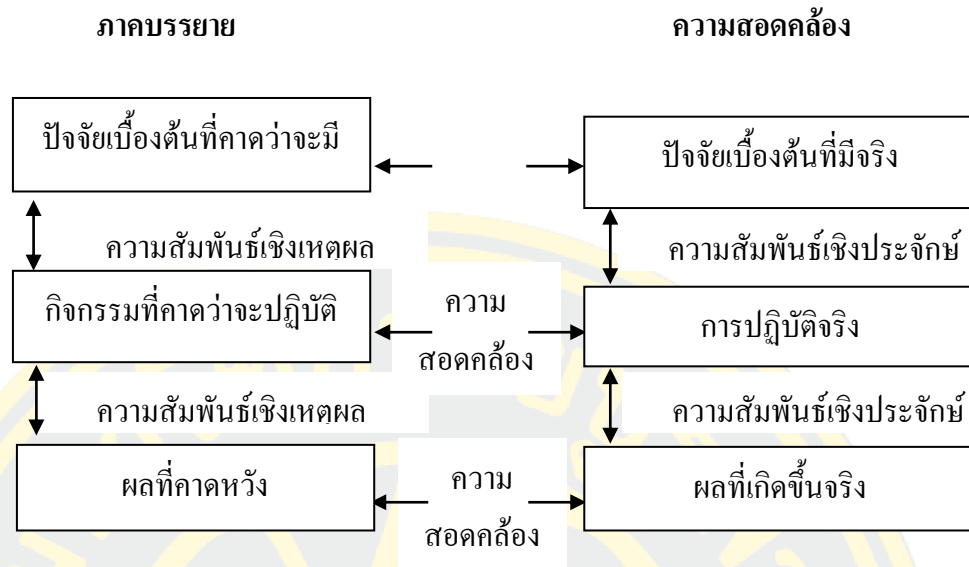 ภาคบรรยาย ความสอดคล้อง
ปัจจัยเบื้องต้นที่คาดว่าจะมี
ปัจจัยเบื้องต้นที่มีจริง
ความสัมพันธ์เชิงเหตุผล
ความสัมพันธ์เชิงประจักษ์
กิจกรรมที่คาดว่าจะปฏิบัติ
ความ
สอดคล้อง
การปฏิบัติจริง
ความสัมพันธ์เชิงเหตุผล
ความสัมพันธ์เชิงประจักษ์
ผลที่คาดหวัง
ความ
สอดคล้อง
ผลที่เกิดขึ้นจริง